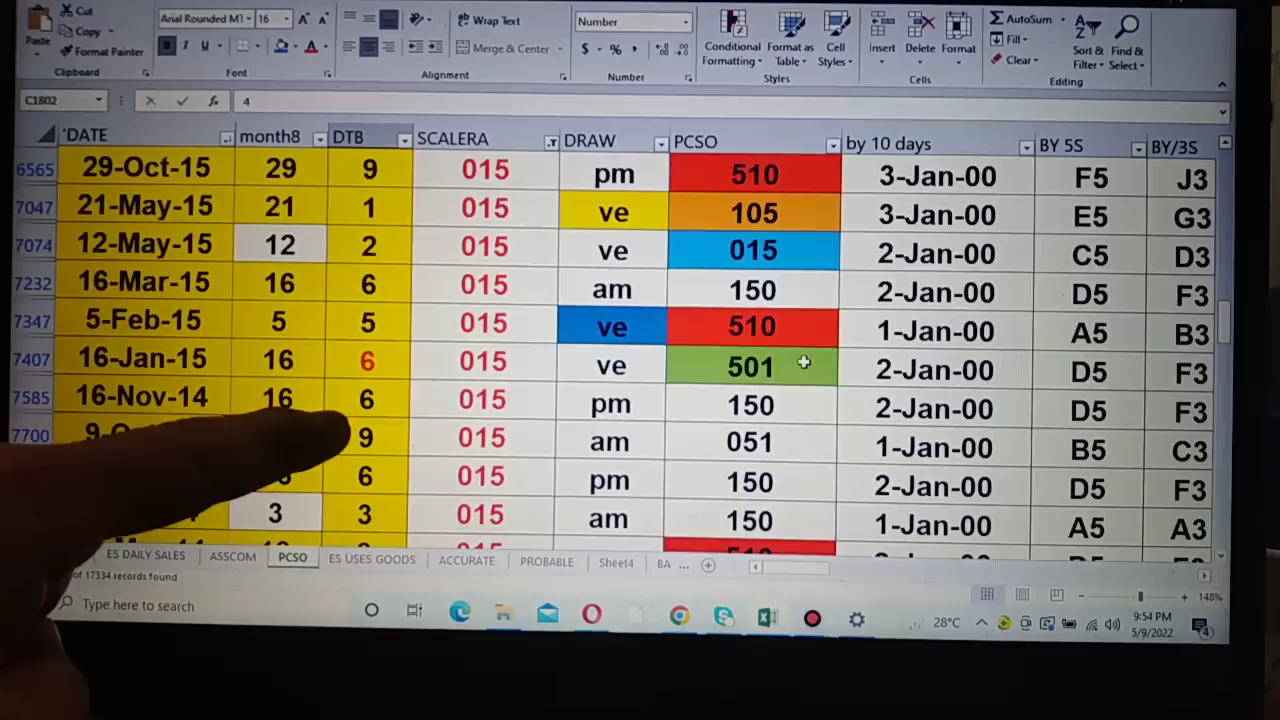 Cut
Copy
Format Painter
Paste
Clipboard
Arial Rounded MT 16 A A
B I U A
Font
Wrap Text
Merge & Center
Alignment
Number
$ % ,
Number
Conditional Formatting
Format as Table
Cell Styles
Styles
Insert Delete Format
Cells
AutoSum
Fill
Clear
Sort & Filter
Find & Select
Editing
C1802 fx 4
'DATE month8 DTB SCALERA DRAW PCSO by 10 days BY 5S BY/3S
6565 29-Oct-15 29 9 015 pm 510 3-Jan-00 F5 J3
7047 21-May-15 21 1 015 ve 105 3-Jan-00 E5 G3
7074 12-May-15 12 2 015 ve 015 2-Jan-00 C5 D3
7232 16-Mar-15 16 6 015 am 150 2-Jan-00 D5 F3
7347 5-Feb-15 5 5 015 ve 510 1-Jan-00 A5 B3
7407 16-Jan-15 16 6 015 ve 501 2-Jan-00 D5 F3
7585 16-Nov-14 16 6 015 pm 150 2-Jan-00 D5 F3
7700 9 015 am 051 1-Jan-00 B5 C3
6 015 pm 150 2-Jan-00 D5 F3
3 3 015 am 150 1-Jan-00 A5 A3
ES DAILY SALES ASSCOM PCSO ES USES GOODS ACCURATE PROBABLE Sheet4 BA ...
of 17334 records found
148%
Type here to search
28°C
9:54 PM
5/9/2022
4